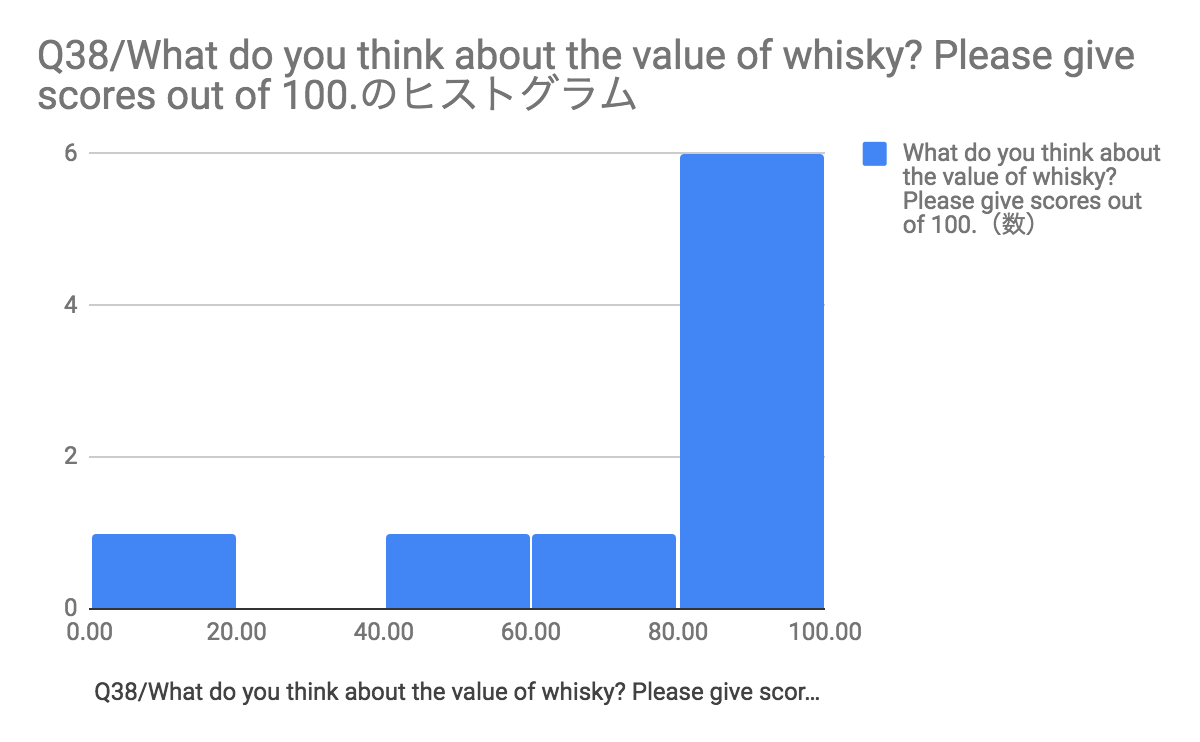 Q38/What do you think about the value of whisky? Please give
scores out of 100.のヒストグラム
6
4
2
0
What do you think about
the value of whisky?
Please give scores out
of 100.（数）
0.00 20.00 40.00 60.00 80.00 100.00
Q38/What do you think about the value of whisky? Please give scor...